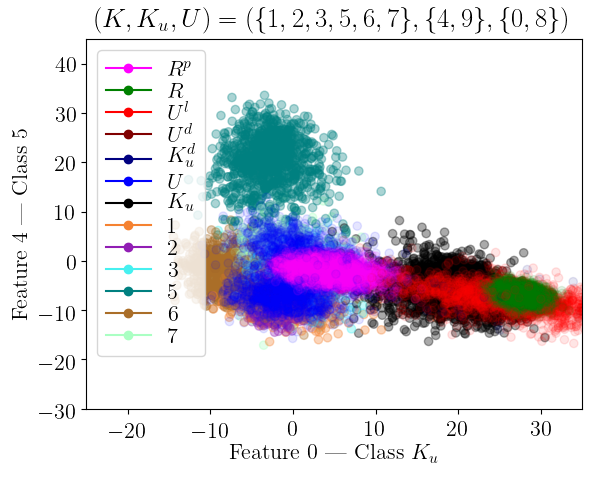 (K, K_u, U) = ({1, 2, 3, 5, 6, 7}, {4, 9}, {0, 8})
40
30
20
10
0
−10
−20
−30
Feature 4 — Class 5
R^p
R
U^l
U^d
K_u^d
U
K_u
1
2
3
5
6
7
−20 −10 0 10 20 30
Feature 0 — Class K_u